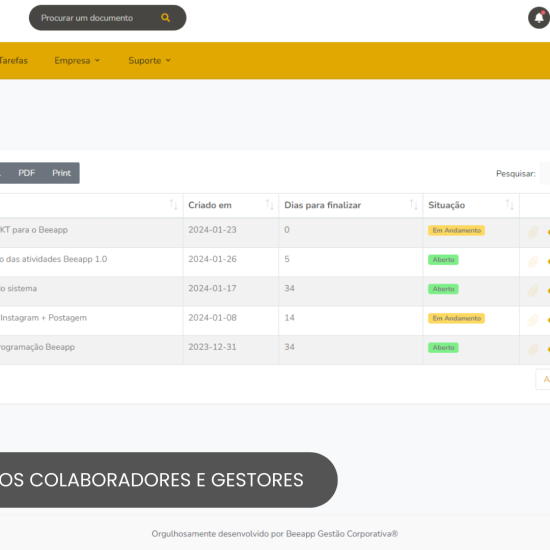 Procurar um documento
Tarefas Empresa Suporte
PDF Print
Pesquisar:
Criado em Dias para finalizar Situação
KT para o Beeapp 2024-01-23 0 Em Andamento
o das atividades Beeapp 1.0 2024-01-26 5 Aberto
do sistema 2024-01-17 34 Aberto
Instagram + Postagem 2024-01-08 14 Em Andamento
rogramação Beeapp 2023-12-31 34 Aberto
A
OS COLABORADORES E GESTORES
Orgulhosamente desenvolvido por Beeapp Gestão Corporativa®